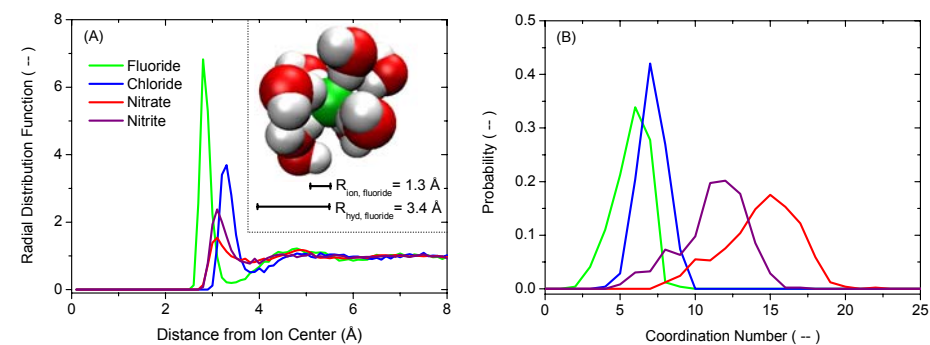 (A)
Fluoride
Chloride
Nitrate
Nitrite
R_ion, fluoride = 1.3 Å
R_hyd, fluoride = 3.4 Å
Radial Distribution Function ( -- )
0
2
4
6
8
0
2
4
6
8
Distance from Ion Center (Å)
(B)
Probability ( -- )
0.0
0.1
0.2
0.3
0.4
0.5
0
5
10
15
20
25
Coordination Number ( -- )